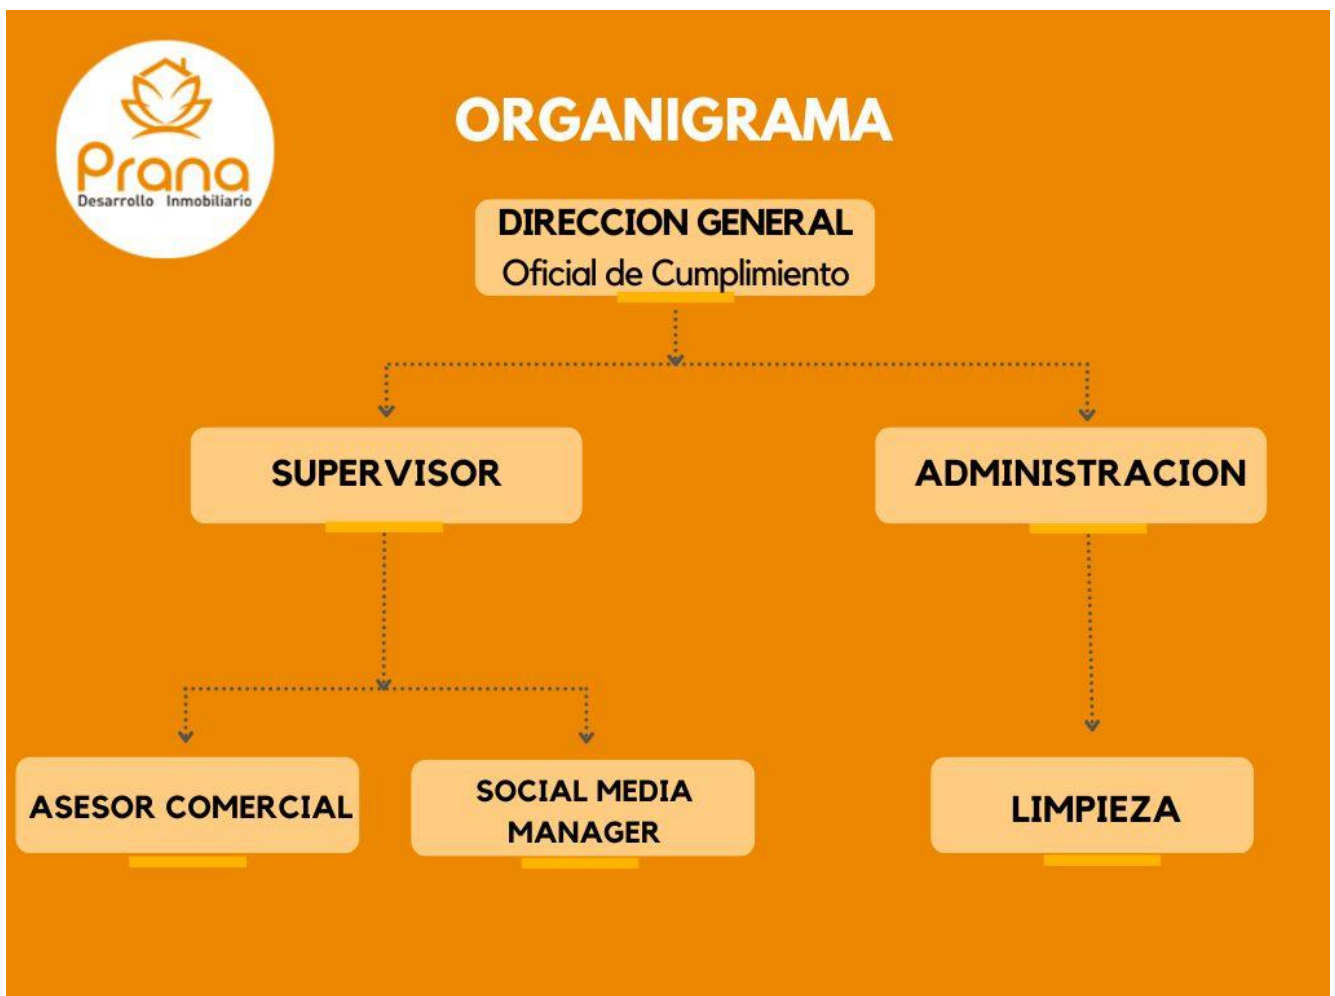 Prana
Desarrollo Inmobiliario
ORGANIGRAMA
DIRECCION GENERAL
Oficial de Cumplimiento
SUPERVISOR
ADMINISTRACION
ASESOR COMERCIAL
SOCIAL MEDIA
MANAGER
LIMPIEZA